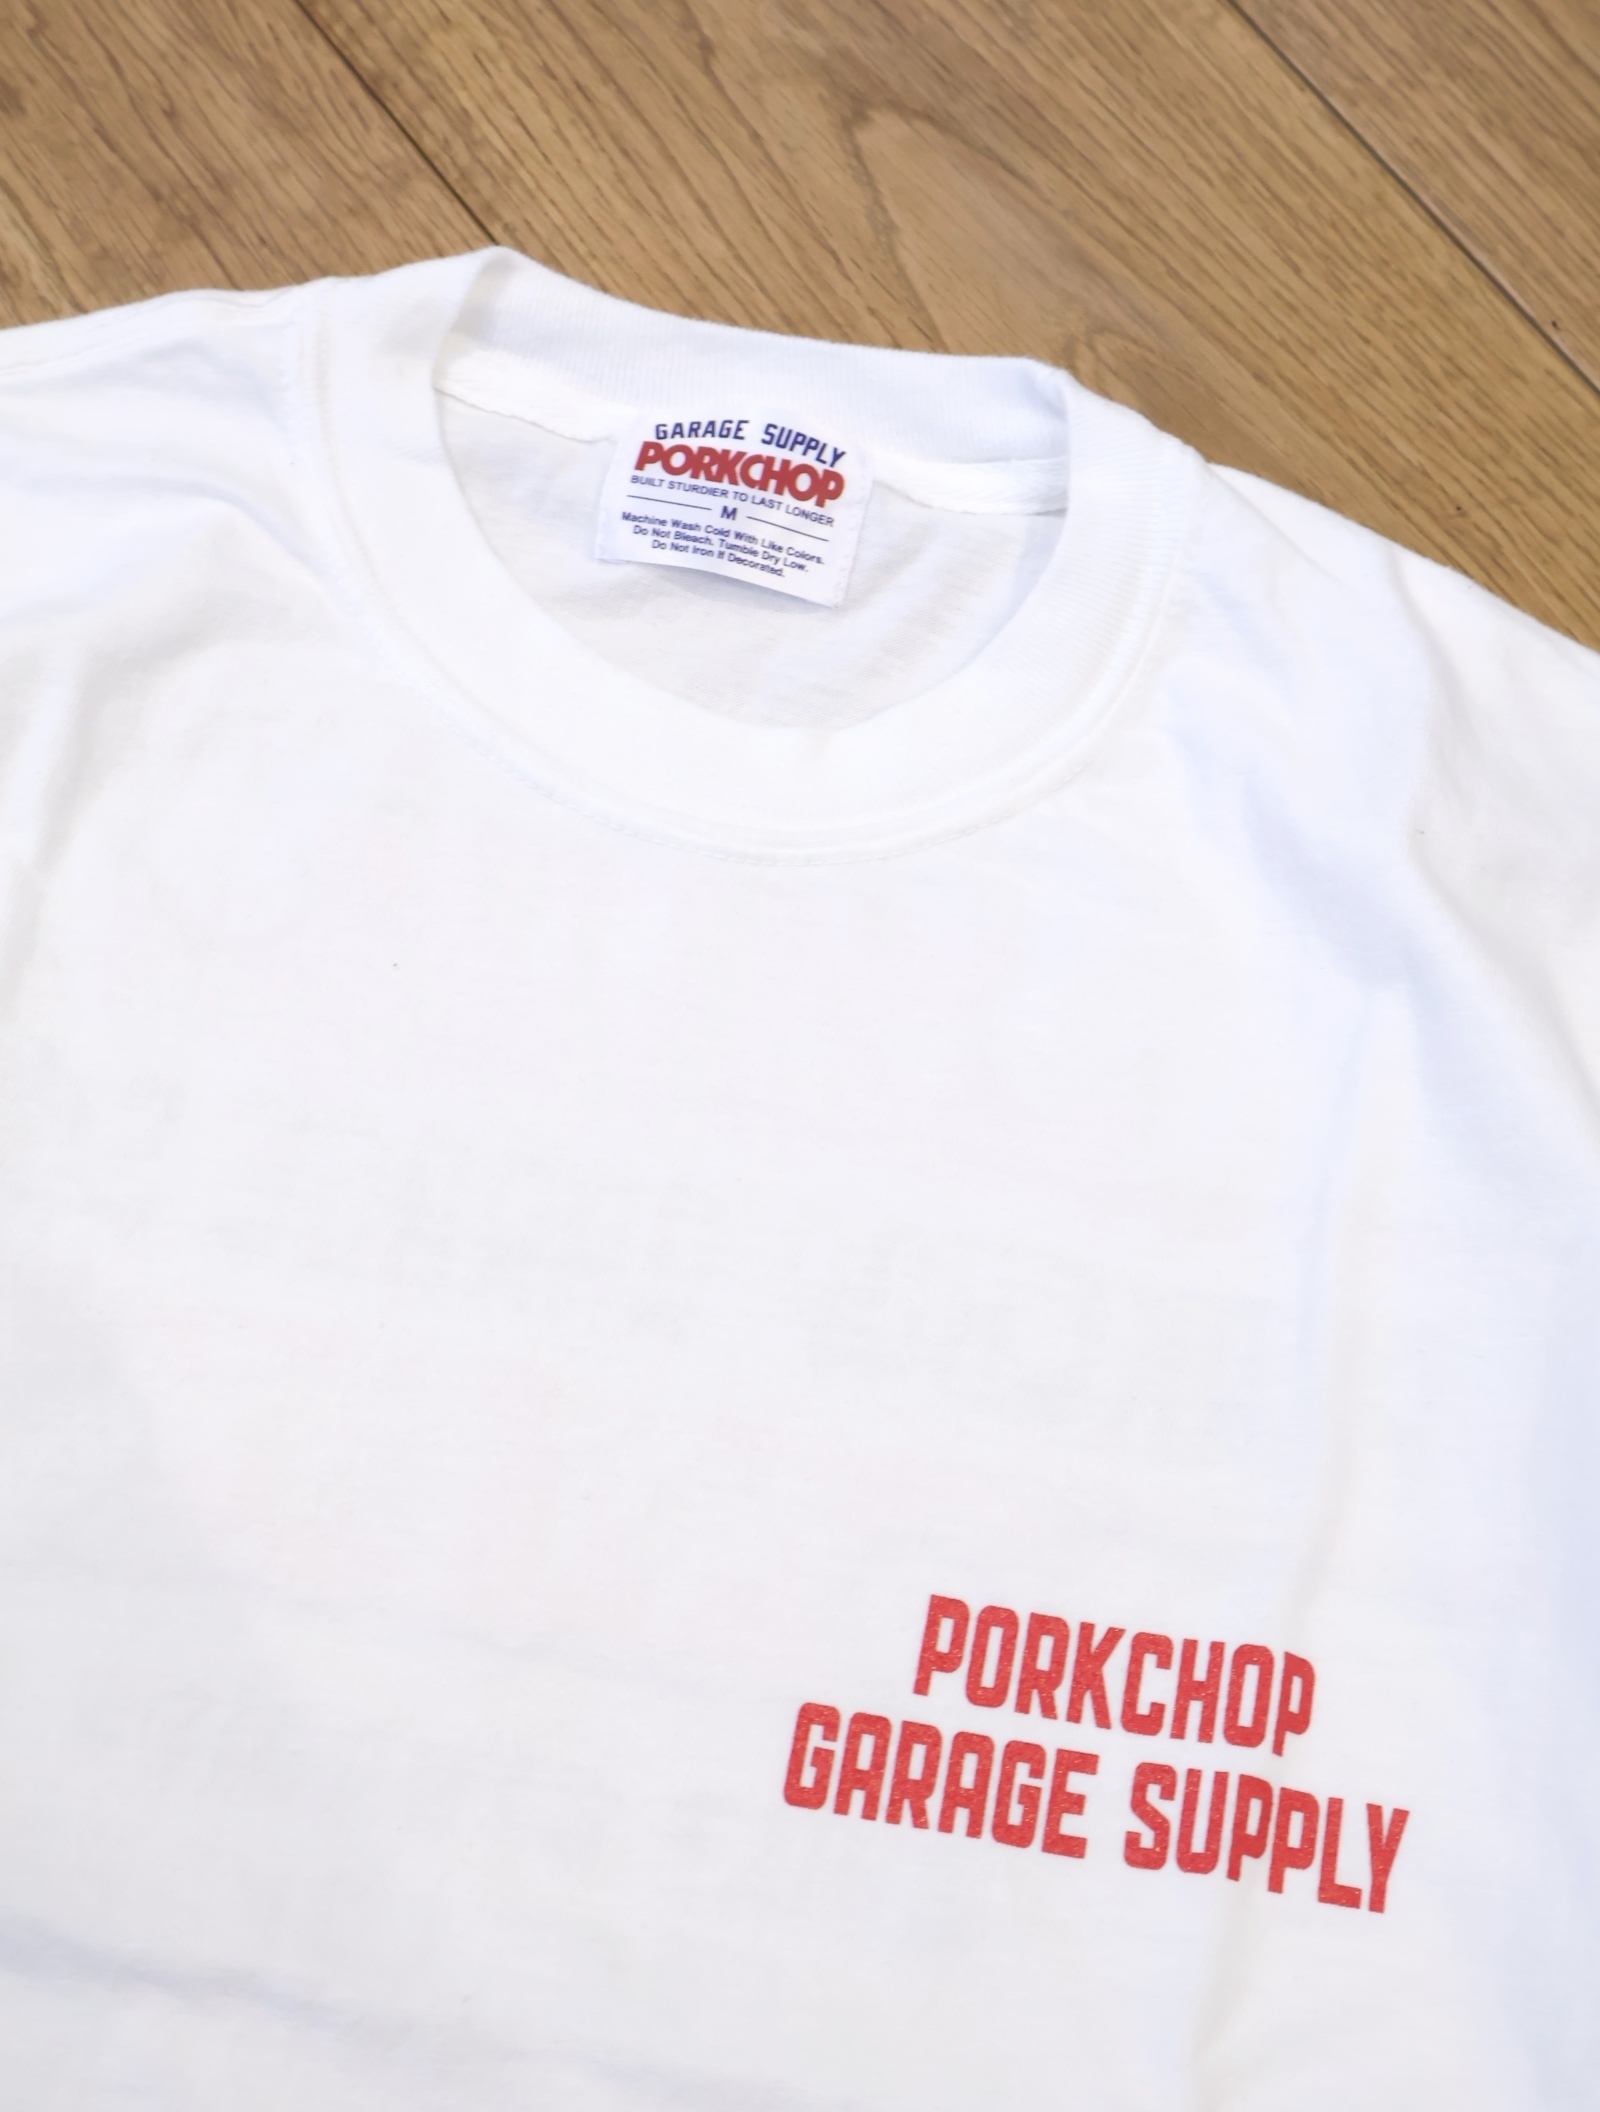 GARAGE SUPPLY
PORKCHOP
BUILT STURDIER TO LAST LONGER
M
Machine Wash Cold With Like Colors.
Do Not Bleach. Tumble Dry Low.
Do Not Iron If Decorated.
PORKCHOP
GARAGE SUPPLY